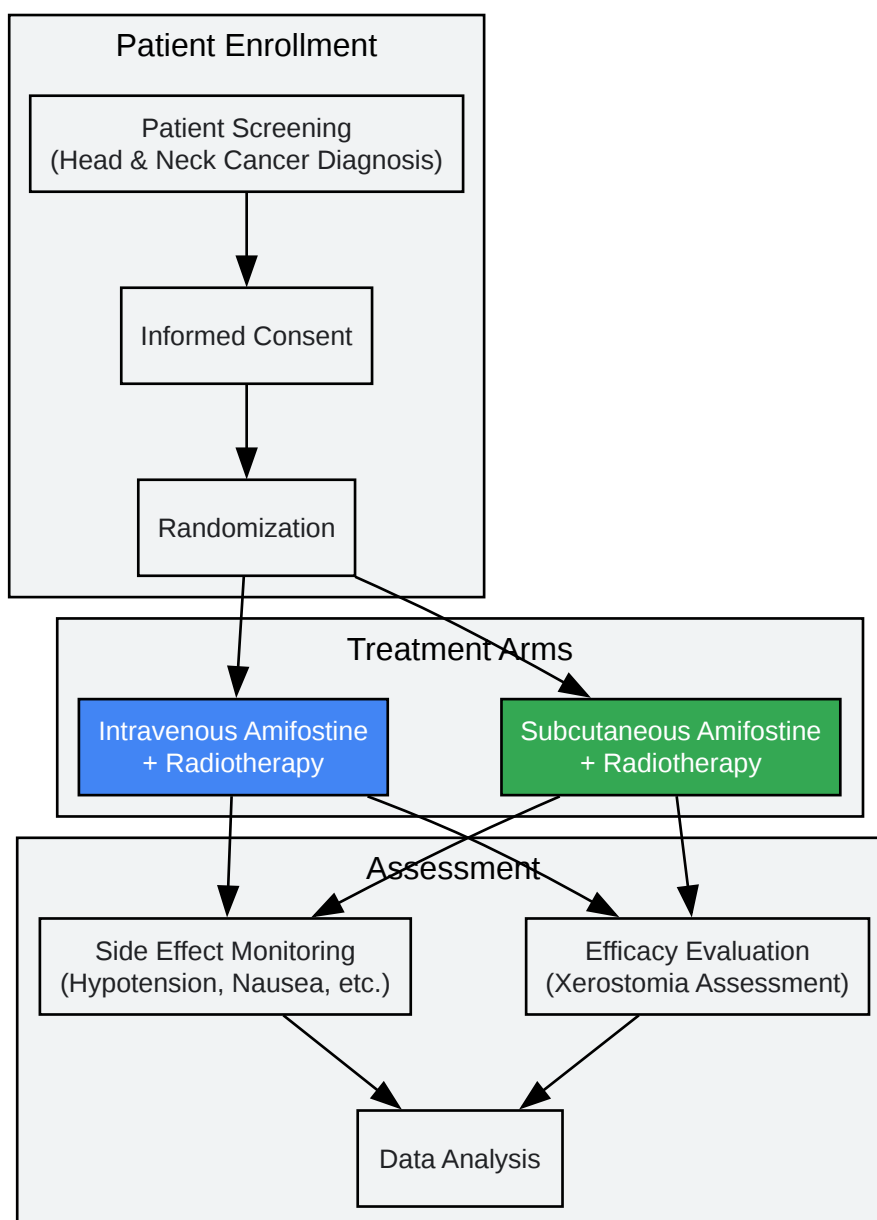 Patient Enrollment
Patient Screening
(Head & Neck Cancer Diagnosis)
Informed Consent
Randomization
Treatment Arms
Intravenous Amifostine
+ Radiotherapy
Subcutaneous Amifostine
+ Radiotherapy
Assessment
Side Effect Monitoring
(Hypotension, Nausea, etc.)
Efficacy Evaluation
(Xerostomia Assessment)
Data Analysis